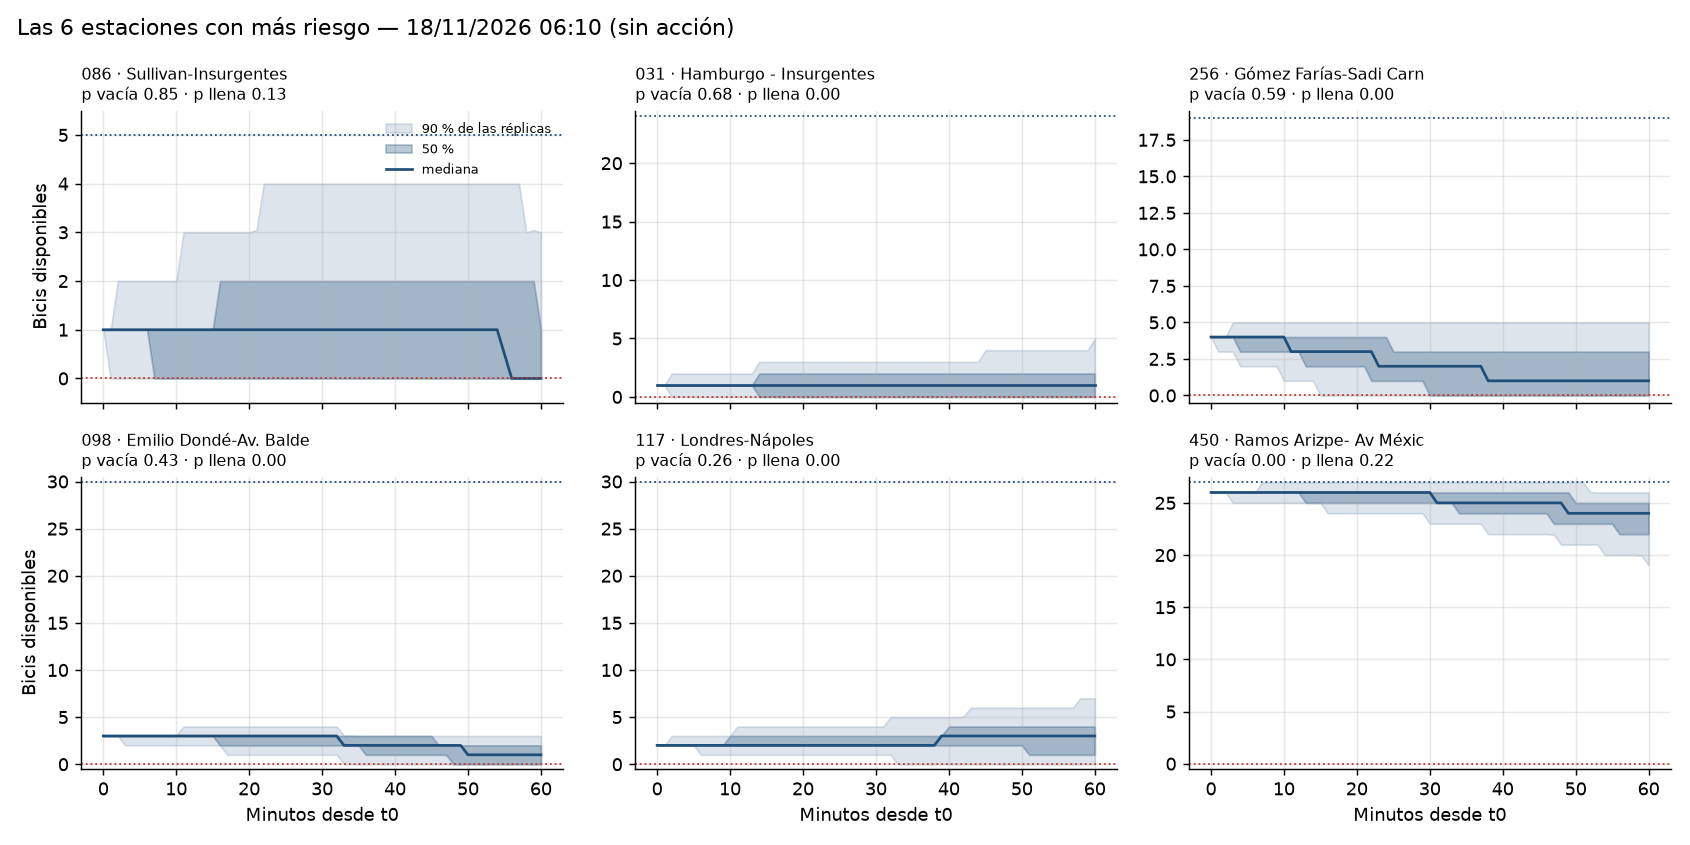 Las 6 estaciones con más riesgo — 18/11/2026 06:10 (sin acción)
086 · Sullivan-Insurgentes
p vacía 0.85 · p llena 0.13
5
4
3
2
1
0
Bicis disponibles
90 % de las réplicas
50 %
mediana
031 · Hamburgo - Insurgentes
p vacía 0.68 · p llena 0.00
20
15
10
5
0
256 · Gómez Farías-Sadi Carn
p vacía 0.59 · p llena 0.00
17.5
15.0
12.5
10.0
7.5
5.0
2.5
0.0
098 · Emilio Dondé-Av. Balde
p vacía 0.43 · p llena 0.00
30
25
20
15
10
5
0
Bicis disponibles
0 10 20 30 40 50 60
Minutos desde t0
117 · Londres-Nápoles
p vacía 0.26 · p llena 0.00
30
25
20
15
10
5
0
0 10 20 30 40 50 60
Minutos desde t0
450 · Ramos Arizpe- Av Méxic
p vacía 0.00 · p llena 0.22
25
20
15
10
5
0
0 10 20 30 40 50 60
Minutos desde t0